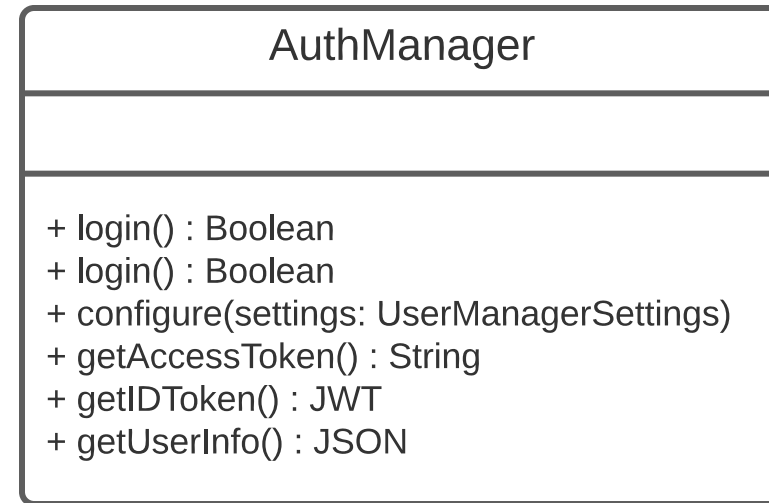 AuthManager
+ login() : Boolean
+ login() : Boolean
+ configure(settings: UserManagerSettings)
+ getAccessToken() : String
+ getIDToken() : JWT
+ getUserInfo() : JSON